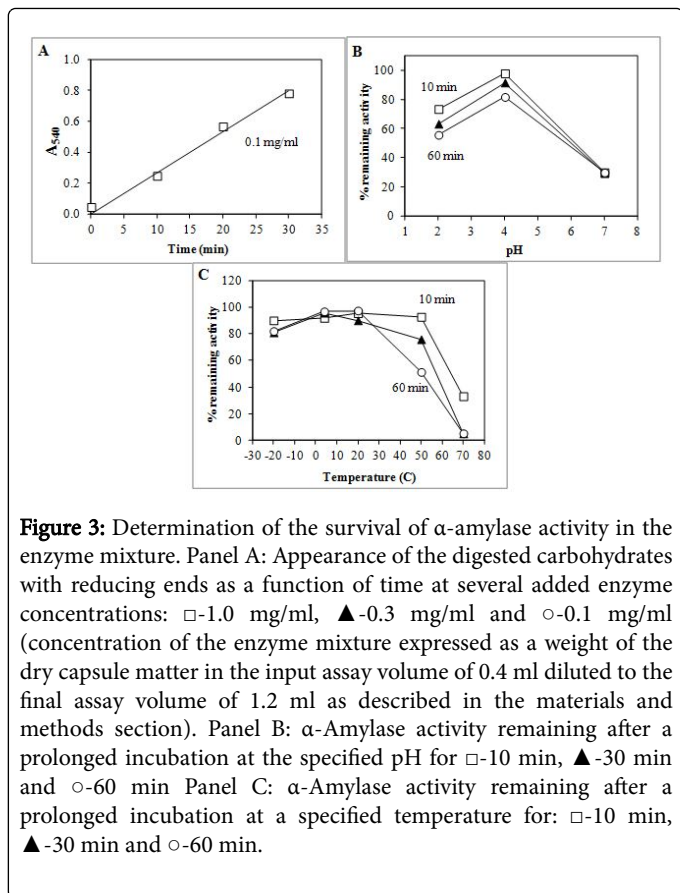 A
1.0
0.8
0.6
0.4
0.2
0.0
A540
0.1 mg/ml
0 5 10 15 20 25 30 35
Time (min)
B
100
80
60
40
20
0
% remaining activity
10 min
60 min
1 2 3 4 5 6 7 8
pH
C
120
100
80
60
40
20
0
% remaining activity
10 min
60 min
-30 -20 -10 0 10 20 30 40 50 60 70 80
Temperature (C)
Figure 3: Determination of the survival of α-amylase activity in the
enzyme mixture. Panel A: Appearance of the digested carbohydrates
with reducing ends as a function of time at several added enzyme
concentrations: □-1.0 mg/ml, ▲-0.3 mg/ml and ○-0.1 mg/ml
(concentration of the enzyme mixture expressed as a weight of the
dry capsule matter in the input assay volume of 0.4 ml diluted to the
final assay volume of 1.2 ml as described in the materials and
methods section). Panel B: α-Amylase activity remaining after a
prolonged incubation at the specified pH for □-10 min, ▲-30 min
and ○-60 min Panel C: α-Amylase activity remaining after a
prolonged incubation at a specified temperature for: □-10 min,
▲-30 min and ○-60 min.